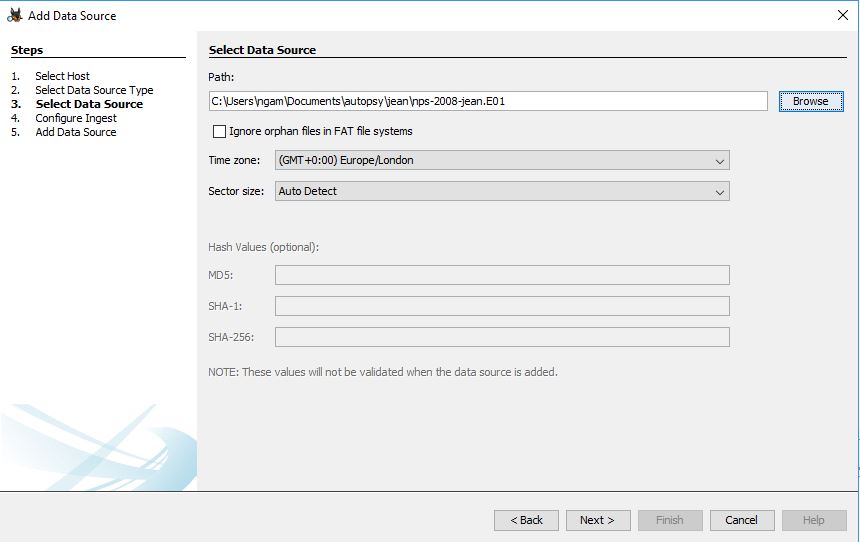 Add Data Source
Steps
1. Select Host
2. Select Data Source Type
3. Select Data Source
4. Configure Ingest
5. Add Data Source
Select Data Source
Path:
C:\Users\ngam\Documents\autopsy\jean\nps-2008-jean.E01
Browse
Ignore orphan files in FAT file systems
Time zone: (GMT+0:00) Europe/London
Sector size: Auto Detect
Hash Values (optional):
MD5:
SHA-1:
SHA-256:
NOTE: These values will not be validated when the data source is added.
< Back Next > Finish Cancel Help